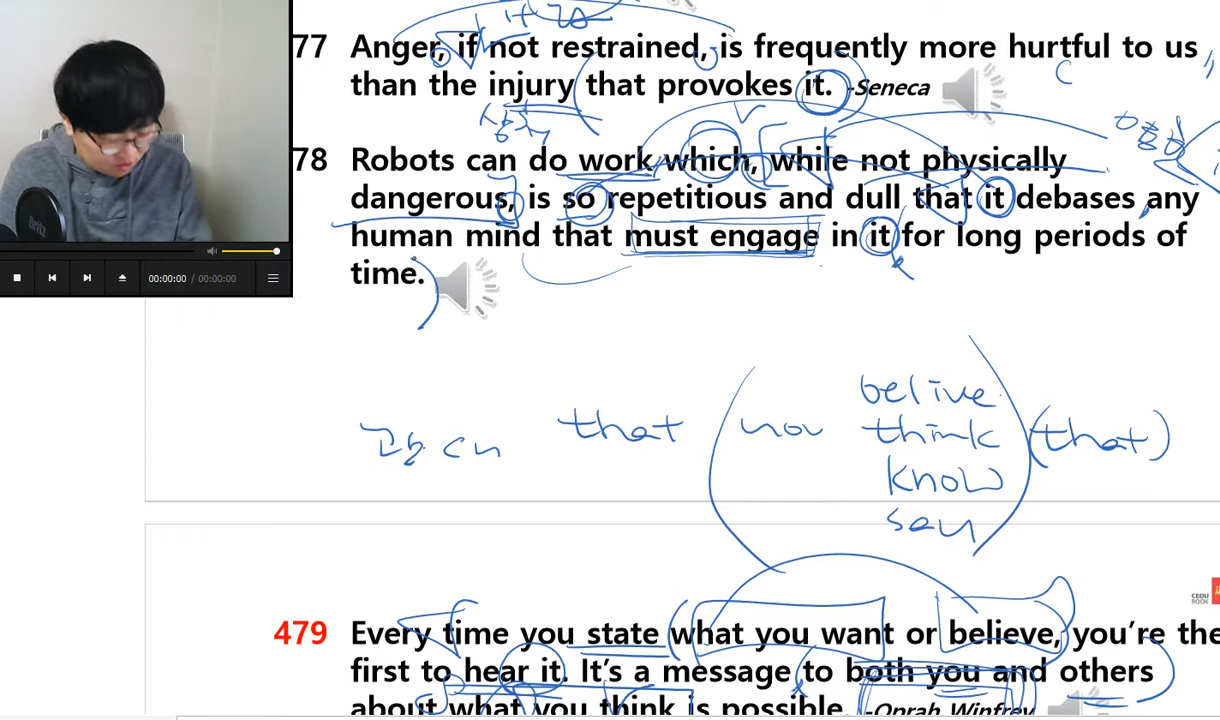 77 Anger, if not restrained, is frequently more hurtful to us
than the injury that provokes it. -Seneca
78 Robots can do work which, while not physically
dangerous, is so repetitive and dull that it debases any
human mind that must engage in it for long periods of
time.
00:00:00 / 00:00:00
belive
that think (that)
know
CEDU
BOOK
479 Every time you state what you want or believe, you're the
first to hear it. It's a message to both you and others
about what you think is possible. -Oprah Winfrey